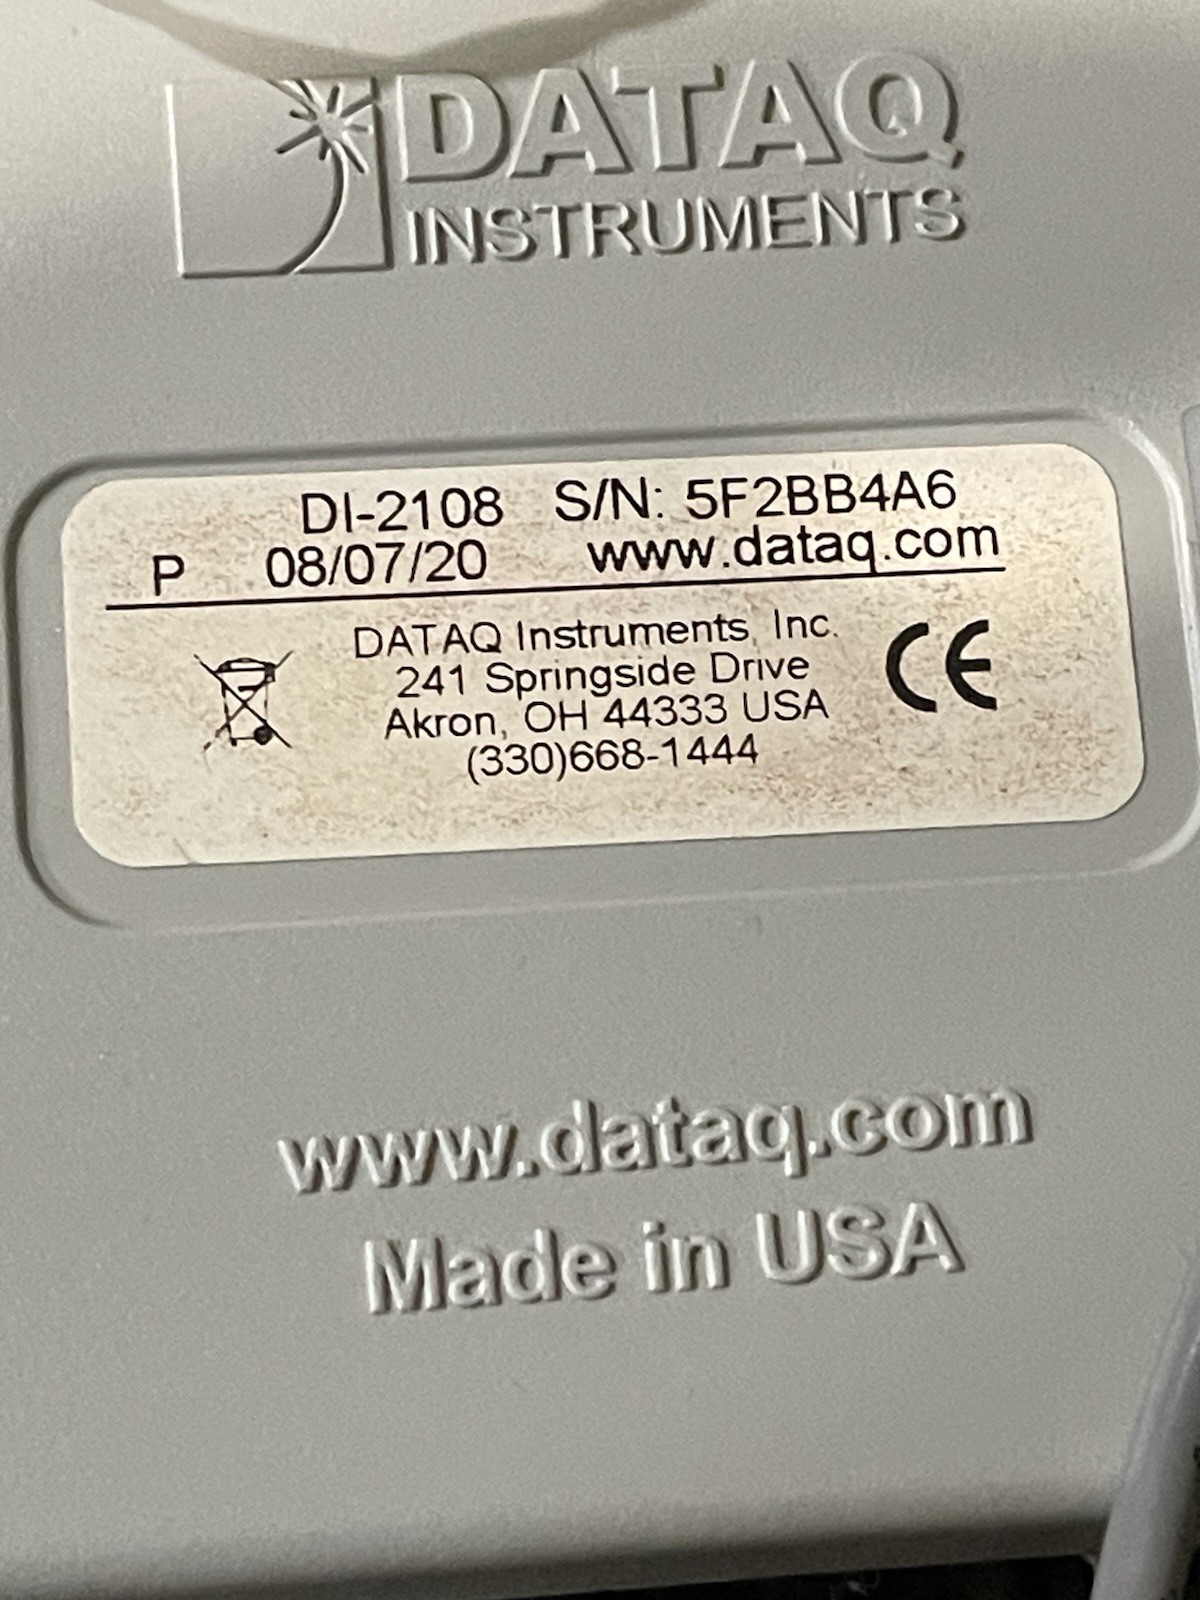 DATAQ
INSTRUMENTS
DI-2108 S/N: 5F2BB4A6
P 08/07/20 www.dataq.com
DATAQ Instruments, Inc.
241 Springside Drive
Akron, OH 44333 USA
(330)668-1444
CE
www.dataq.com
Made in USA